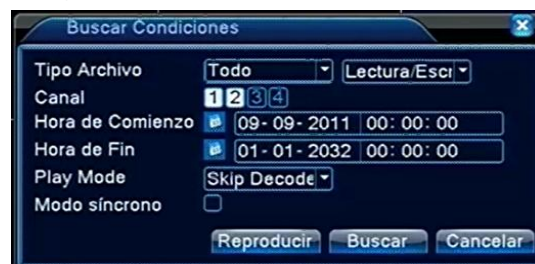 Buscar Condiciones
Tipo Archivo Todo Lectura/Escr
Canal 1 2 3 4
Hora de Comienzo 09-09-2011 00:00:00
Hora de Fin 01-01-2032 00:00:00
Play Mode Skip Decode
Modo síncrono
Reproducir Buscar Cancelar